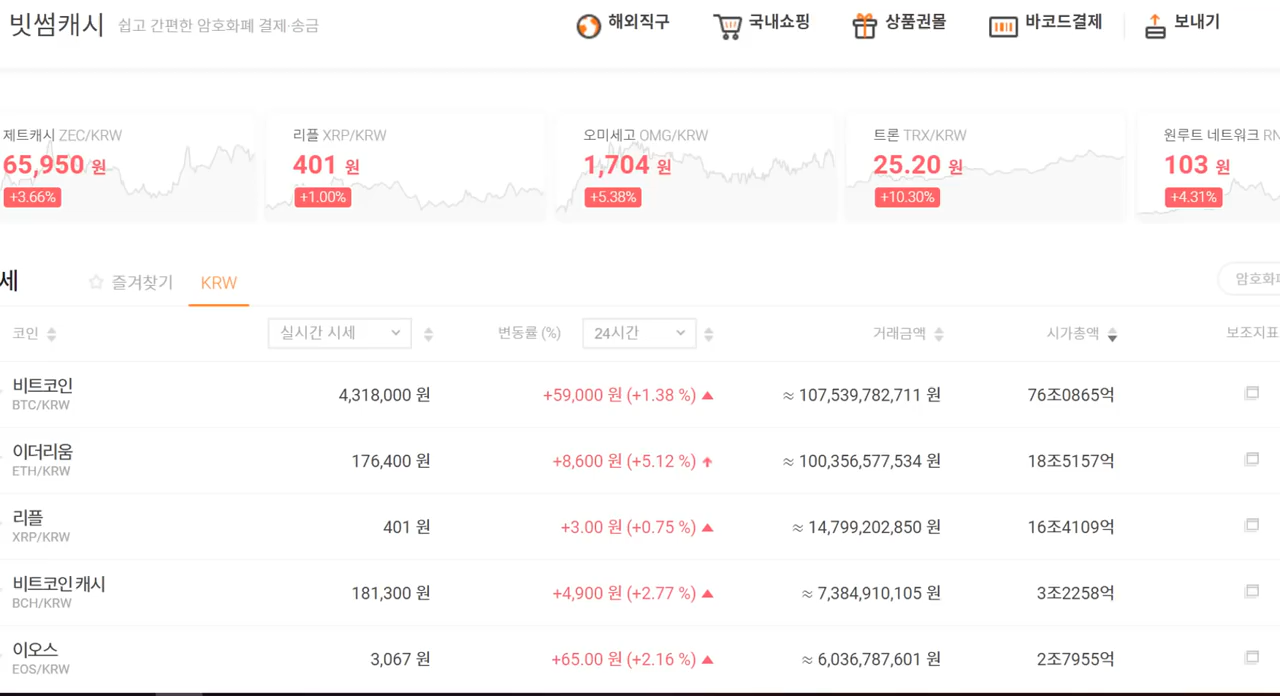 빗썸캐시 쉽고 간편한 암호화폐 결제·송금 해외직구 국내쇼핑 상품권몰 바코드결제 보내기
제트캐시 ZEC/KRW
65,950 원
+3.66%
리플 XRP/KRW
401 원
+1.00%
오미세고 OMG/KRW
1,704 원
+5.38%
트론 TRX/KRW
25.20 원
+10.30%
원루트 네트워크 RN
103 원
+4.31%
세 즐겨찾기 KRW 암호화
코인 실시간 시세 변동률 (%) 24시간 거래금액 시가총액 보조지표
비트코인 4,318,000 원 +59,000 원 (+1.38 %) ≈ 107,539,782,711 원 76조0865억
BTC/KRW
이더리움 176,400 원 +8,600 원 (+5.12 %) ≈ 100,356,577,534 원 18조5157억
ETH/KRW
리플 401 원 +3.00 원 (+0.75 %) ≈ 14,799,202,850 원 16조4109억
XRP/KRW
비트코인 캐시 181,300 원 +4,900 원 (+2.77 %) ≈ 7,384,910,105 원 3조2258억
BCH/KRW
이오스 3,067 원 +65.00 원 (+2.16 %) ≈ 6,036,787,601 원 2조7955억
EOS/KRW